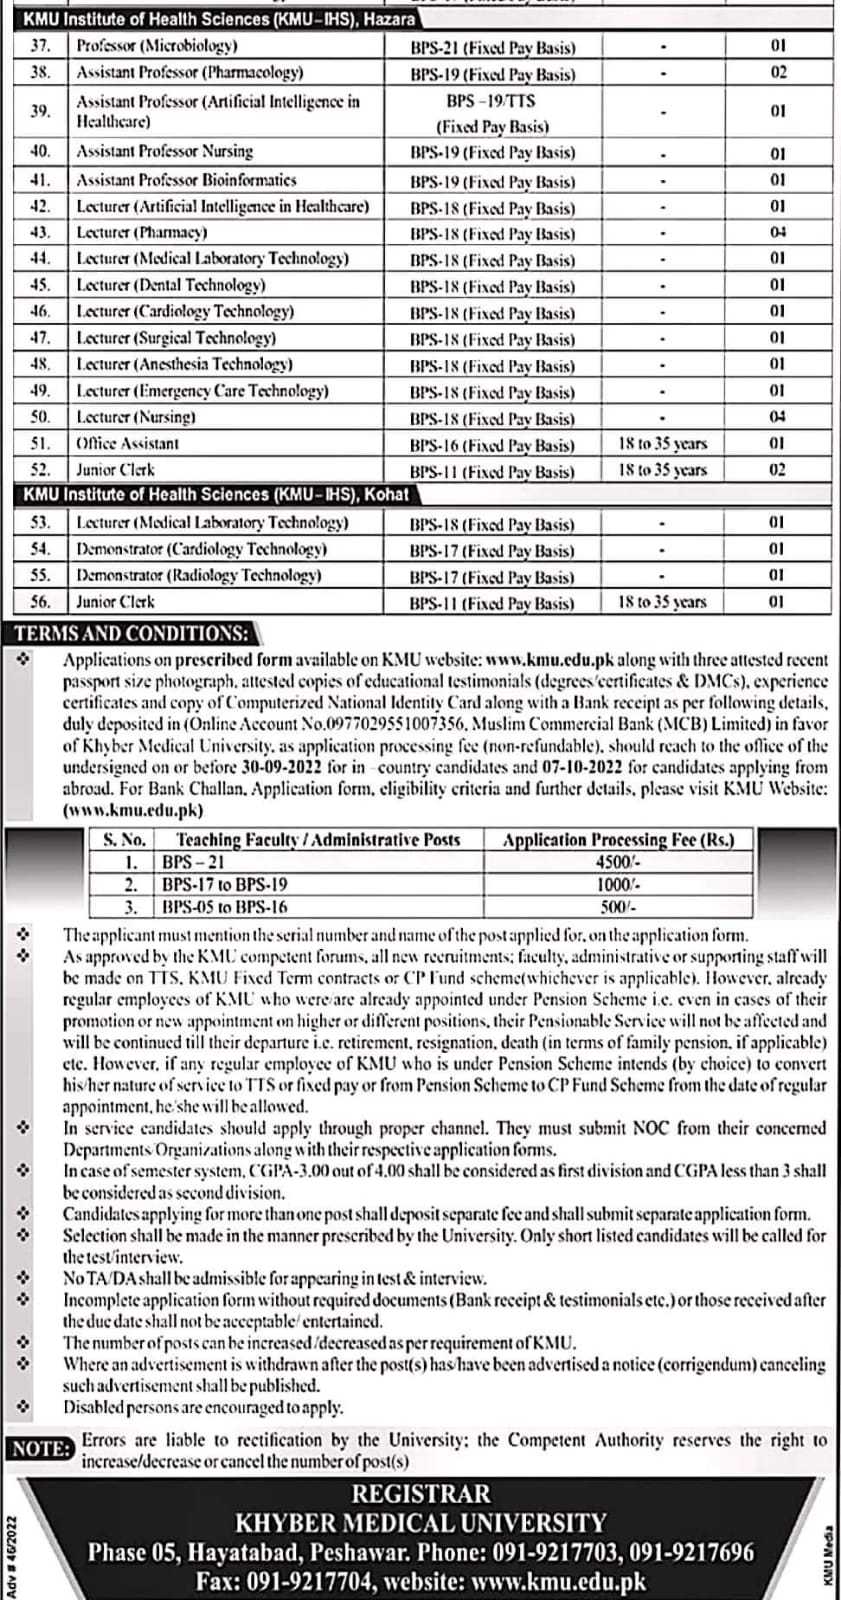 KMU Institute of Health Sciences (KMU-IHS), Hazara
37. Professor (Microbiology) BPS-21 (Fixed Pay Basis) - 01
38. Assistant Professor (Pharmacology) BPS-19 (Fixed Pay Basis) - 02
39. Assistant Professor (Artificial Intelligence in Healthcare) BPS -19/TTS (Fixed Pay Basis) - 01
40. Assistant Professor Nursing BPS-19 (Fixed Pay Basis) - 01
41. Assistant Professor Bioinformatics BPS-19 (Fixed Pay Basis) - 01
42. Lecturer (Artificial Intelligence in Healthcare) BPS-18 (Fixed Pay Basis) - 01
43. Lecturer (Pharmacy) BPS-18 (Fixed Pay Basis) - 04
44. Lecturer (Medical Laboratory Technology) BPS-18 (Fixed Pay Basis) - 01
45. Lecturer (Dental Technology) BPS-18 (Fixed Pay Basis) - 01
46. Lecturer (Cardiology Technology) BPS-18 (Fixed Pay Basis) - 01
47. Lecturer (Surgical Technology) BPS-18 (Fixed Pay Basis) - 01
48. Lecturer (Anesthesia Technology) BPS-18 (Fixed Pay Basis) - 01
49. Lecturer (Emergency Care Technology) BPS-18 (Fixed Pay Basis) - 01
50. Lecturer (Nursing) BPS-18 (Fixed Pay Basis) - 04
51. Office Assistant BPS-16 (Fixed Pay Basis) 18 to 35 years 01
52. Junior Clerk BPS-11 (Fixed Pay Basis) 18 to 35 years 02
KMU Institute of Health Sciences (KMU-IHS), Kohat
53. Lecturer (Medical Laboratory Technology) BPS-18 (Fixed Pay Basis) - 01
54. Demonstrator (Cardiology Technology) BPS-17 (Fixed Pay Basis) - 01
55. Demonstrator (Radiology Technology) BPS-17 (Fixed Pay Basis) - 01
56. Junior Clerk BPS-11 (Fixed Pay Basis) 18 to 35 years 01
TERMS AND CONDITIONS:
❖ Applications on prescribed form available on KMU website: www.kmu.edu.pk along with three attested recent
passport size photograph, attested copies of educational testimonials (degrees/certificates & DMCs), experience
certificates and copy of Computerized National Identity Card along with a Bank receipt as per following details,
duly deposited in (Online Account No.0977029551007356, Muslim Commercial Bank (MCB) Limited) in favor
of Khyber Medical University, as application processing fee (non-refundable), should reach to the office of the
undersigned on or before 30-09-2022 for in-country candidates and 07-10-2022 for candidates applying from
abroad. For Bank Challan, Application form, eligibility criteria and further details, please visit KMU Website:
(www.kmu.edu.pk)
S. No. Teaching Faculty / Administrative Posts Application Processing Fee (Rs.)
1. BPS – 21 4500/-
2. BPS-17 to BPS-19 1000/-
3. BPS-05 to BPS-16 500/-
❖ The applicant must mention the serial number and name of the post applied for, on the application form.
❖ As approved by the KMU competent forums, all new recruitments; faculty, administrative or supporting staff will
be made on TTS, KMU Fixed Term contracts or CP Fund scheme(whichever is applicable). However, already
regular employees of KMU who were/are already appointed under Pension Scheme i.e. even in cases of their
promotion or new appointment on higher or different positions, their Pensionable Service will not be affected and
will be continued till their departure i.e. retirement, resignation, death (in terms of family pension, if applicable)
etc. However, if any regular employee of KMU who is under Pension Scheme intends (by choice) to convert
his/her nature of service to TTS or fixed pay or from Pension Scheme to CP Fund Scheme from the date of regular
appointment, he/she will be allowed.
❖ In service candidates should apply through proper channel. They must submit NOC from their concerned
Departments/Organizations along with their respective application forms.
❖ In case of semester system, CGPA-3.00 out of 4.00 shall be considered as first division and CGPA less than 3 shall
be considered as second division.
❖ Candidates applying for more than one post shall deposit separate fee and shall submit separate application form.
❖ Selection shall be made in the manner prescribed by the University. Only short listed candidates will be called for
the test/interview.
❖ No TA/DA shall be admissible for appearing in test & interview.
❖ Incomplete application form without required documents (Bank receipt & testimonials etc.) or those received after
the due date shall not be acceptable/ entertained.
❖ The number of posts can be increased /decreased as per requirement of KMU.
❖ Where an advertisement is withdrawn after the post(s) has/have been advertised a notice (corrigendum) canceling
such advertisement shall be published.
❖ Disabled persons are encouraged to apply.
NOTE: Errors are liable to rectification by the University; the Competent Authority reserves the right to
increase/decrease or cancel the number of post(s)
REGISTRAR
KHYBER MEDICAL UNIVERSITY
Phase 05, Hayatabad, Peshawar. Phone: 091-9217703, 091-9217696
Fax: 091-9217704, website: www.kmu.edu.pk
Adv # 46/2022
KMU Media